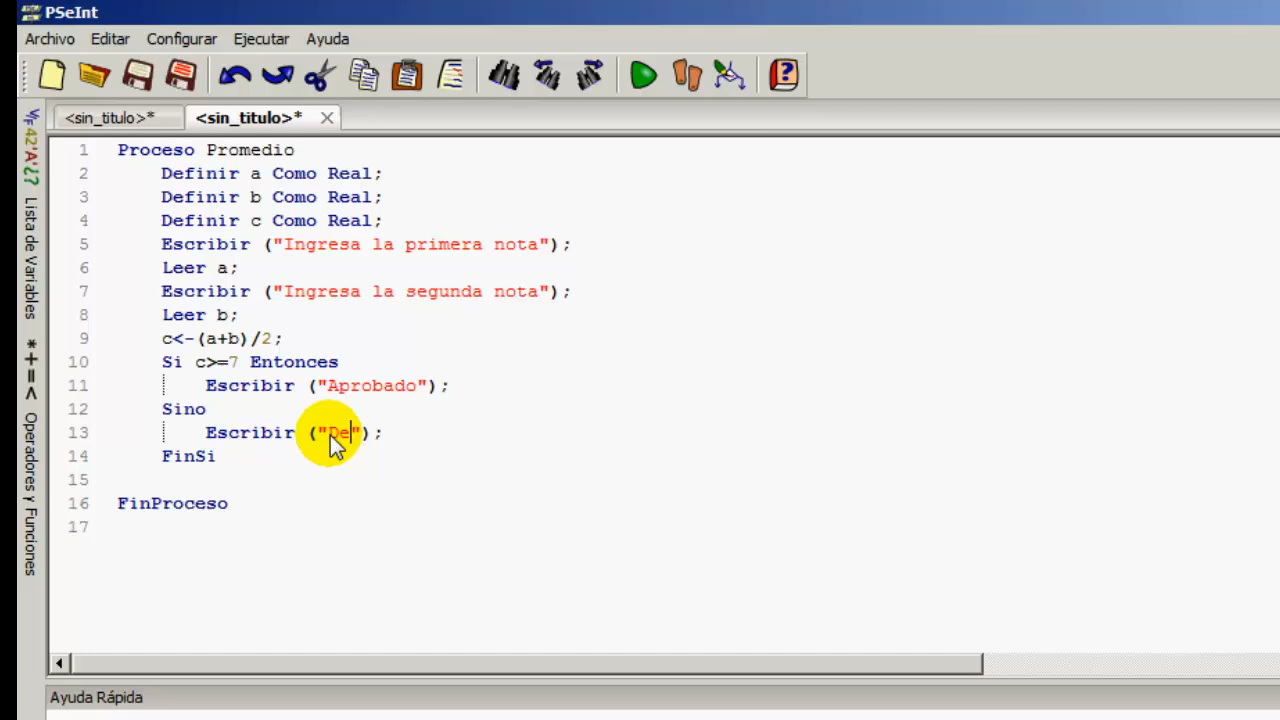 PSeInt
Archivo Editar Configurar Ejecutar Ayuda
<sin_titulo>* <sin_titulo>*
1 Proceso Promedio
2 Definir a Como Real;
3 Definir b Como Real;
4 Definir c Como Real;
5 Escribir ("Ingresa la primera nota");
6 Leer a;
7 Escribir ("Ingresa la segunda nota");
8 Leer b;
9 c<-(a+b)/2;
10 Si c>=7 Entonces
11 Escribir ("Aprobado");
12 Sino
13 Escribir ("De");
14 FinSi
15
16 FinProceso
17
42'A'¿?
Lista de Variables
*+=<
Operadores y Funciones
Ayuda Rápida